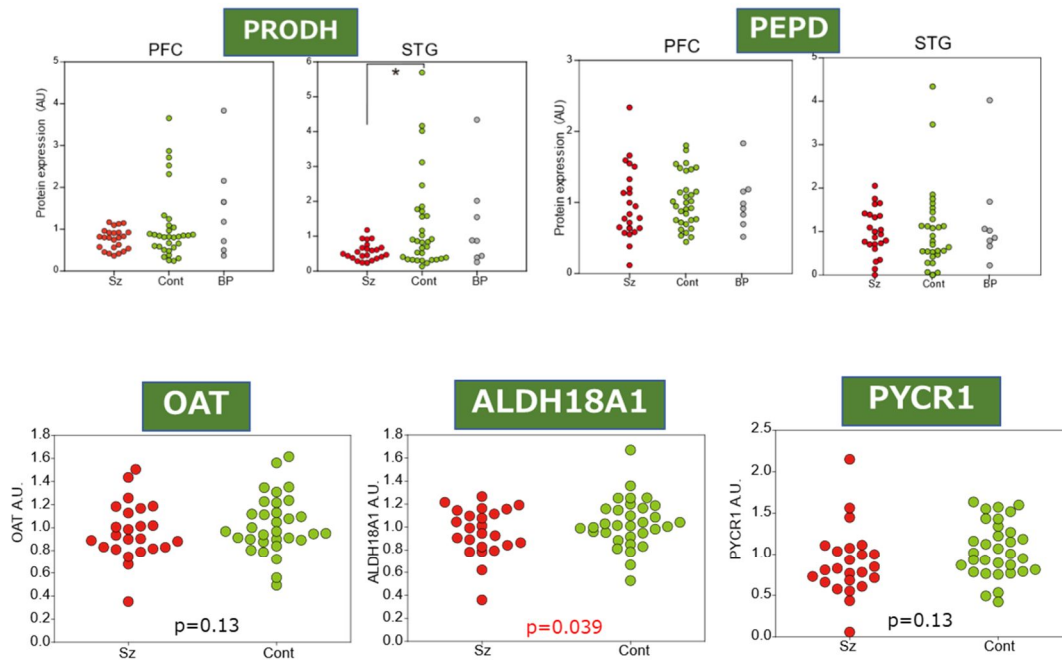 PRODH
PFC
STG
Protein expression (AU)
5
4
3
2
1
0
Sz
Cont
BP
6
5
4
3
2
1
0
*
Sz
Cont
BP
PEPD
PFC
STG
Protein expression (AU)
3
2
1
0
Sz
Cont
BP
5
4
3
2
1
0
Sz
Cont
BP
OAT
OAT A.U.
1.8
1.6
1.4
1.2
1.0
0.8
0.6
0.4
0.2
0.0
p=0.13
Sz
Cont
ALDH18A1
ALDH18A1 A.U.
1.8
1.6
1.4
1.2
1.0
0.8
0.6
0.4
0.2
0.0
p=0.039
Sz
Cont
PYCR1
PYCR1 A.U.
2.5
2.0
1.5
1.0
0.5
0.0
p=0.13
Sz
Cont